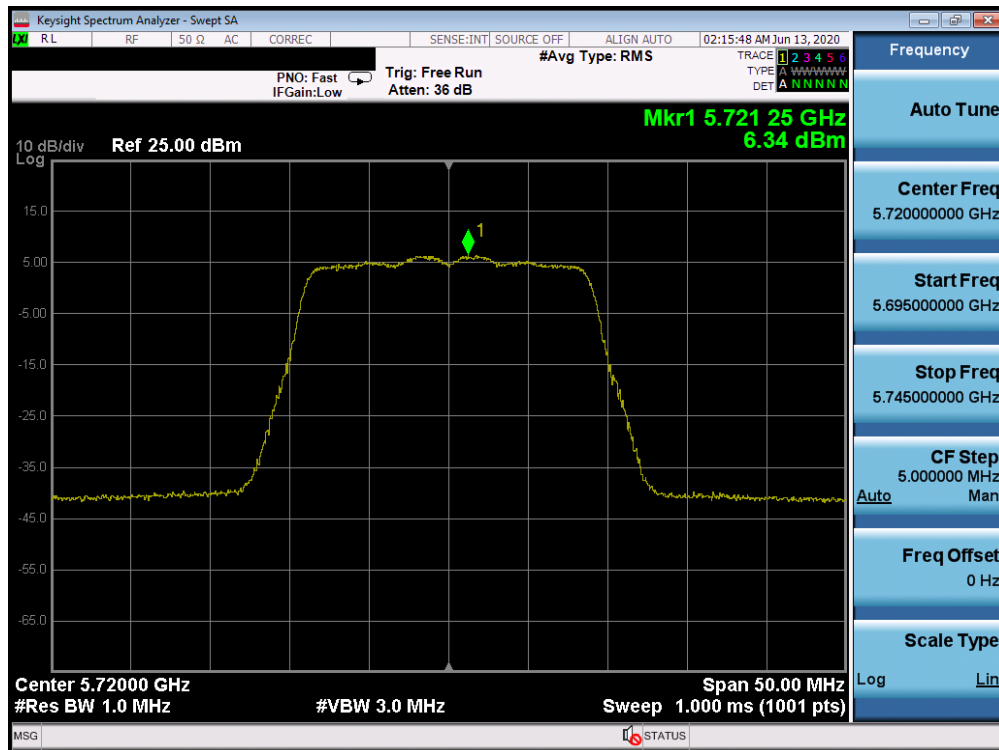 Keysight Spectrum Analyzer - Swept SA
LXI RL RF 50 Ω AC CORREC SENSE:INT SOURCE OFF ALIGN AUTO 02:15:48 AM Jun 13, 2020
#Avg Type: RMS
TRACE 1 2 3 4 5 6
PNO: Fast Trig: Free Run
TYPE A WWWWW
IFGain:Low Atten: 36 dB
DET A N N N N N
Mkr1 5.721 25 GHz
6.34 dBm
10 dB/div Ref 25.00 dBm
Log
15.0
1
5.00
-5.00
-15.0
-25.0
-35.0
-45.0
-55.0
-65.0
Center 5.72000 GHz Span 50.00 MHz
#Res BW 1.0 MHz #VBW 3.0 MHz Sweep 1.000 ms (1001 pts)
MSG STATUS
Frequency
Auto Tune
Center Freq
5.720000000 GHz
Start Freq
5.695000000 GHz
Stop Freq
5.745000000 GHz
CF Step
5.000000 MHz
Auto Man
Freq Offset
0 Hz
Scale Type
Log Lin